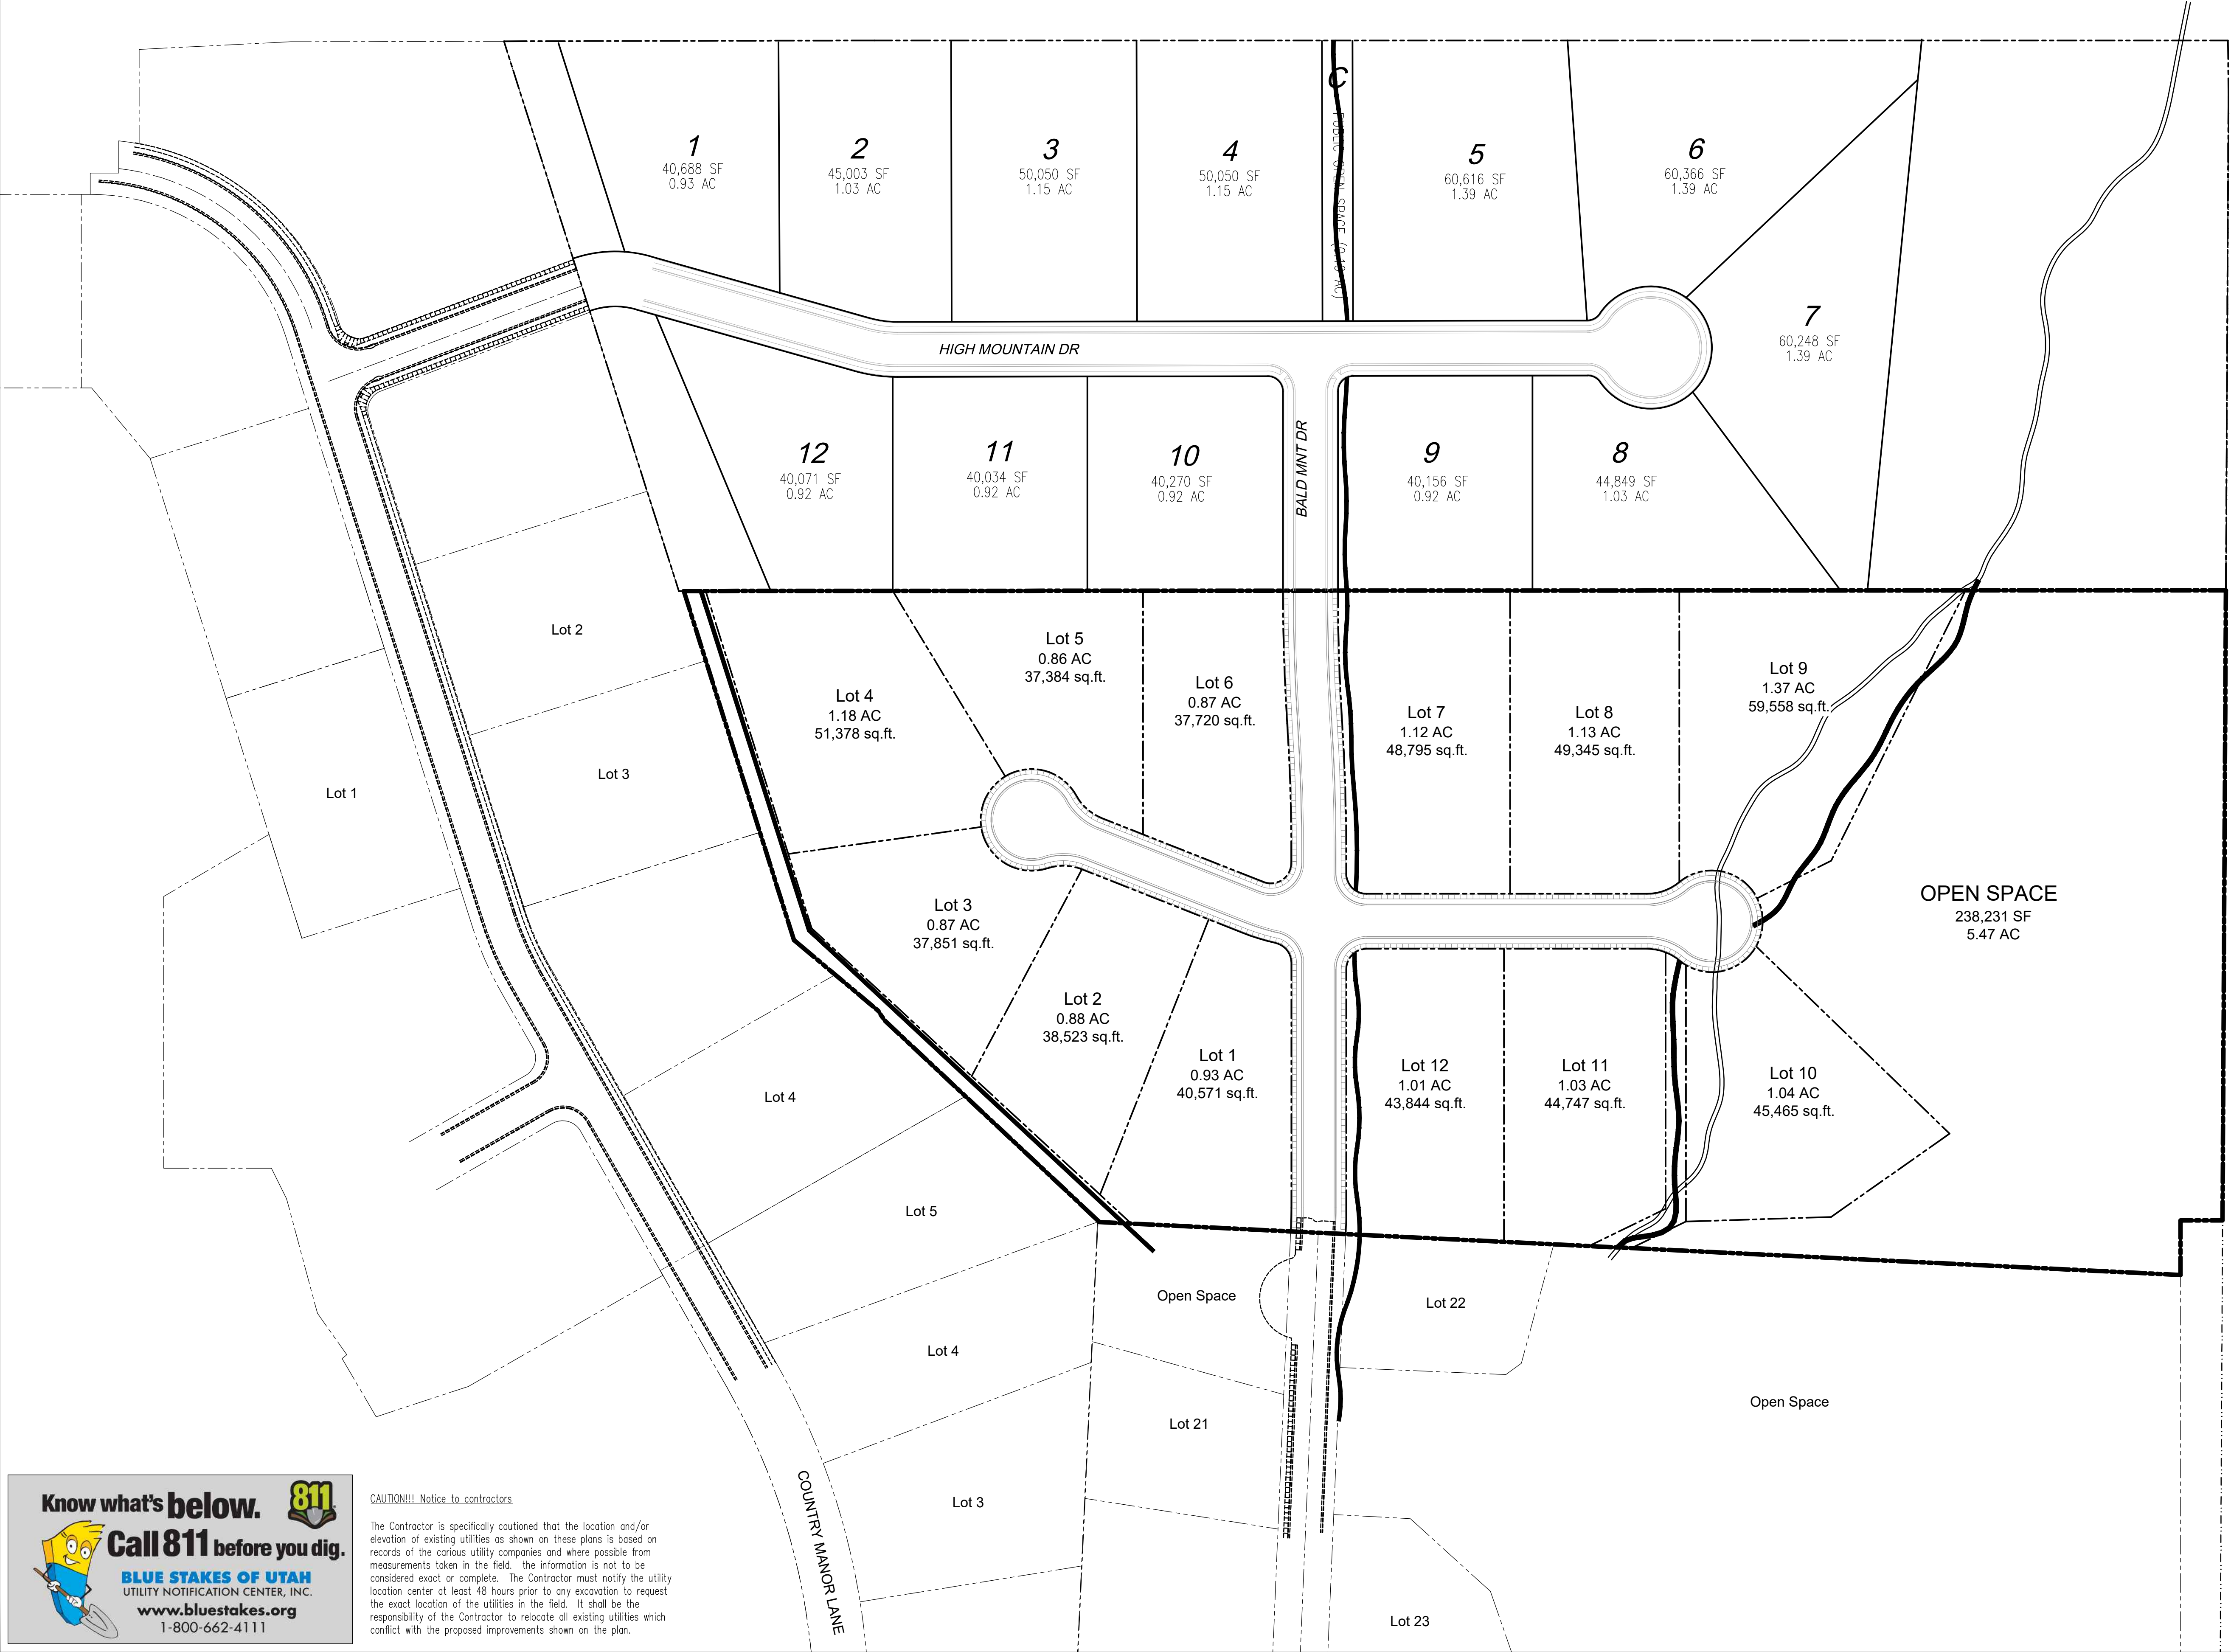 C
PUBLIC OPEN SPACE
AC)
1
40,688 SF
0.93 AC
2
45,003 SF
1.03 AC
3
50,050 SF
1.15 AC
4
50,050 SF
1.15 AC
5
60,616 SF
1.39 AC
6
60,366 SF
1.39 AC
7
60,248 SF
1.39 AC
HIGH MOUNTAIN DR
BALD MNT DR
12
40,071 SF
0.92 AC
11
40,034 SF
0.92 AC
10
40,270 SF
0.92 AC
9
40,156 SF
0.92 AC
8
44,849 SF
1.03 AC
Lot 2
Lot 3
Lot 1
Lot 4
1.18 AC
51,378 sq.ft.
Lot 5
0.86 AC
37,384 sq.ft.
Lot 6
0.87 AC
37,720 sq.ft.
Lot 7
1.12 AC
48,795 sq.ft.
Lot 8
1.13 AC
49,345 sq.ft.
Lot 9
1.37 AC
59,558 sq.ft.
OPEN SPACE
238,231 SF
5.47 AC
Lot 3
0.87 AC
37,851 sq.ft.
Lot 2
0.88 AC
38,523 sq.ft.
Lot 1
0.93 AC
40,571 sq.ft.
Lot 12
1.01 AC
43,844 sq.ft.
Lot 11
1.03 AC
44,747 sq.ft.
Lot 10
1.04 AC
45,465 sq.ft.
Lot 4
Lot 5
Open Space
Lot 22
Lot 4
Open Space
Lot 21
Lot 3
Lot 23
COUNTRY MANOR LANE
Know what's below.
811
Call 811 before you dig.
BLUE STAKES OF UTAH
UTILITY NOTIFICATION CENTER, INC.
www.bluestakes.org
1-800-662-4111
CAUTION!!! Notice to contractors
The Contractor is specifically cautioned that the location and/or
elevation of existing utilities as shown on these plans is based on
records of the carious utility companies and where possible from
measurements taken in the field. the information is not to be
considered exact or complete. The Contractor must notify the utility
location center at least 48 hours prior to any excavation to request
the exact location of the utilities in the field. It shall be the
responsibility of the Contractor to relocate all existing utilities which
conflict with the proposed improvements shown on the plan.